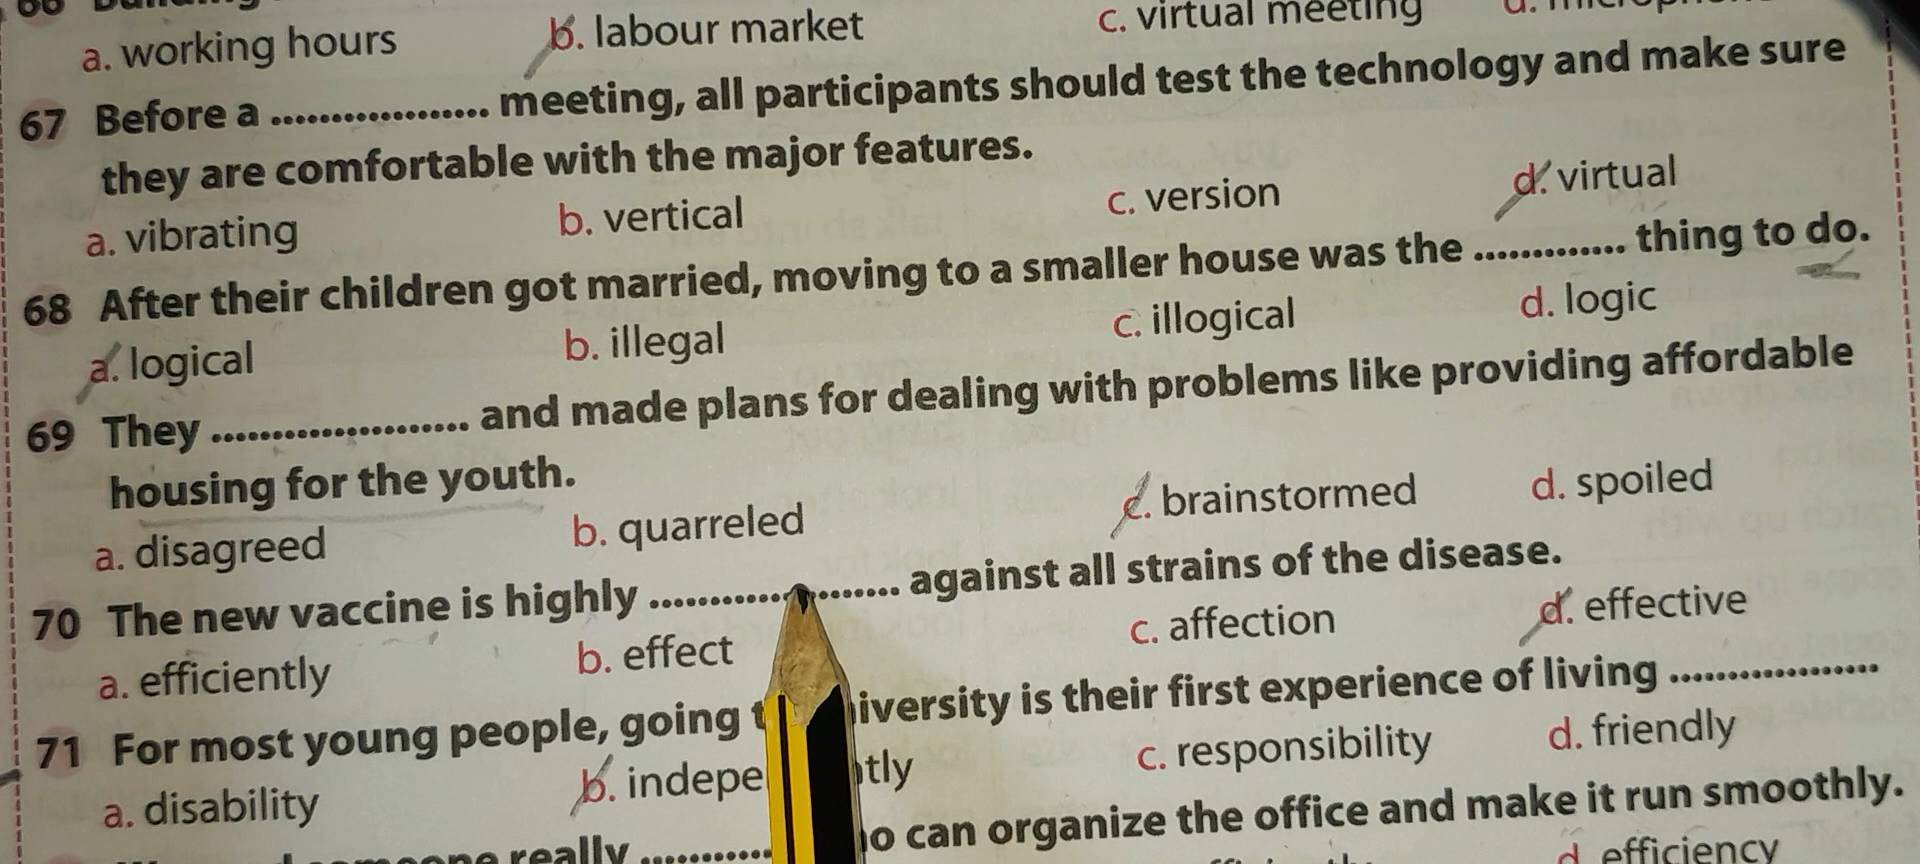 a. working hours b. labour market c. virtual meeting
67 Before a .................. meeting, all participants should test the technology and make sure
they are comfortable with the major features.
a. vibrating b. vertical c. version d. virtual
68 After their children got married, moving to a smaller house was the ............. thing to do.
a. logical b. illegal c. illogical d. logic
69 They ..................... and made plans for dealing with problems like providing affordable
housing for the youth.
a. disagreed b. quarreled c. brainstormed d. spoiled
70 The new vaccine is highly ..................... against all strains of the disease.
a. efficiently b. effect c. affection d. effective
71 For most young people, going iversity is their first experience of living ..................
a. disability b. indepe tly c. responsibility d. friendly
really ........... o can organize the office and make it run smoothly.
d. efficiency